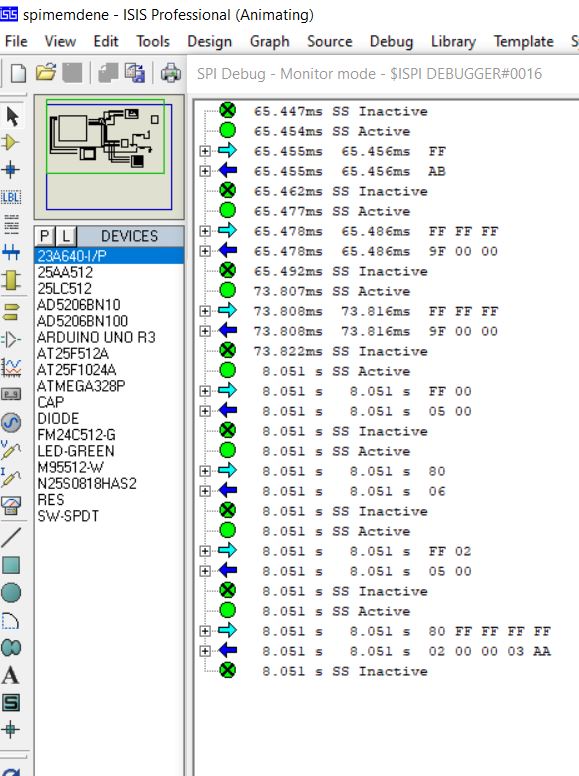 ISIS spimemdene - ISIS Professional (Animating)
File View Edit Tools Design Graph Source Debug Library Template S
SPI Debug - Monitor mode - $ISPI DEBUGGER#0016
65.447ms SS Inactive
65.454ms SS Active
65.455ms 65.456ms FF
65.455ms 65.456ms AB
65.462ms SS Inactive
65.477ms SS Active
65.478ms 65.486ms FF FF FF
65.478ms 65.486ms 9F 00 00
65.492ms SS Inactive
73.807ms SS Active
73.808ms 73.816ms FF FF FF
73.808ms 73.816ms 9F 00 00
73.822ms SS Inactive
8.051 s SS Active
8.051 s 8.051 s FF 00
8.051 s 8.051 s 05 00
8.051 s SS Inactive
8.051 s SS Active
8.051 s 8.051 s 80
8.051 s 8.051 s 06
8.051 s SS Inactive
8.051 s SS Active
8.051 s 8.051 s FF 02
8.051 s 8.051 s 05 00
8.051 s SS Inactive
8.051 s SS Active
8.051 s 8.051 s 80 FF FF FF FF
8.051 s 8.051 s 02 00 00 03 AA
8.051 s SS Inactive
LBL
P L DEVICES
23A640-I/P
25AA512
25LC512
AD5206BN10
AD5206BN100
ARDUINO UNO R3
AT25F512A
AT25F1024A
ATMEGA328P
CAP
DIODE
FM24C512-G
LED-GREEN
M95512-W
N25S0818HAS2
RES
SW-SPDT
V
I
A
S